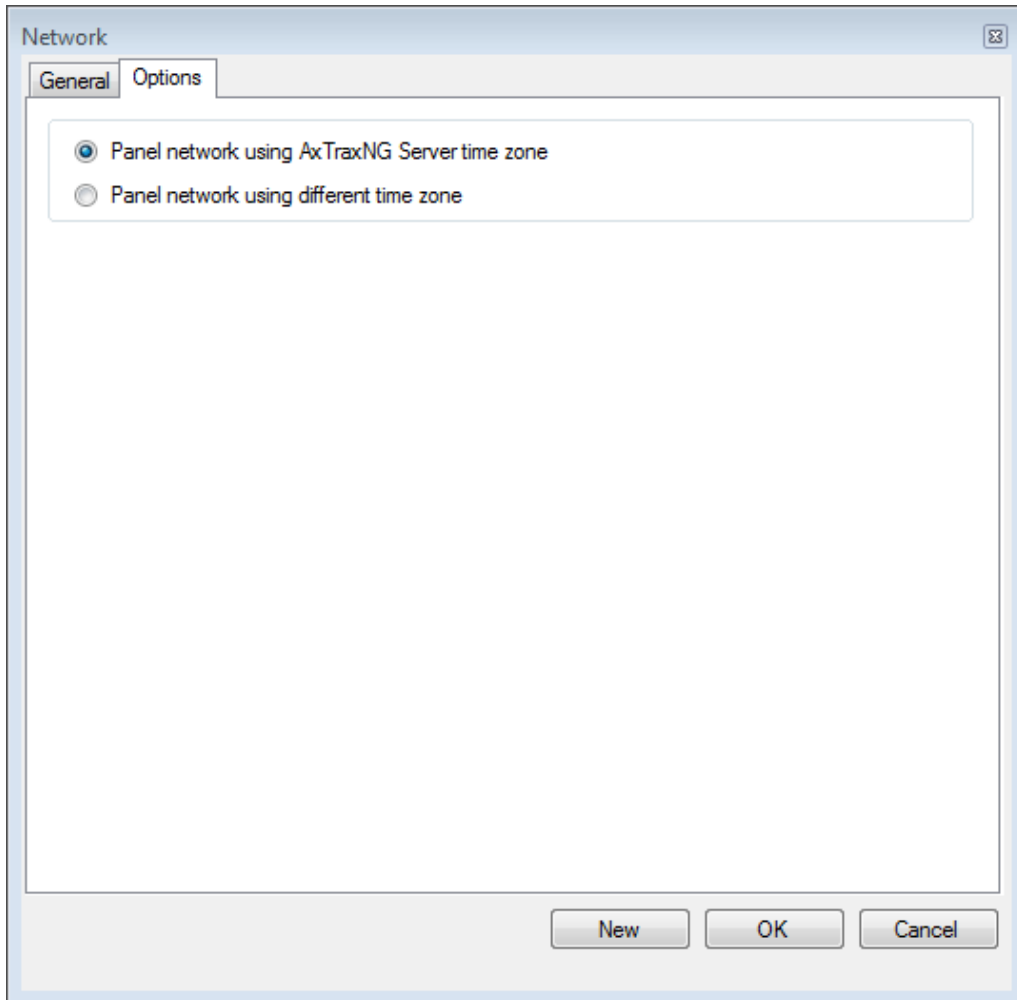 Network
General
Options
Panel network using AxTraxNG Server time zone
Panel network using different time zone
New
OK
Cancel